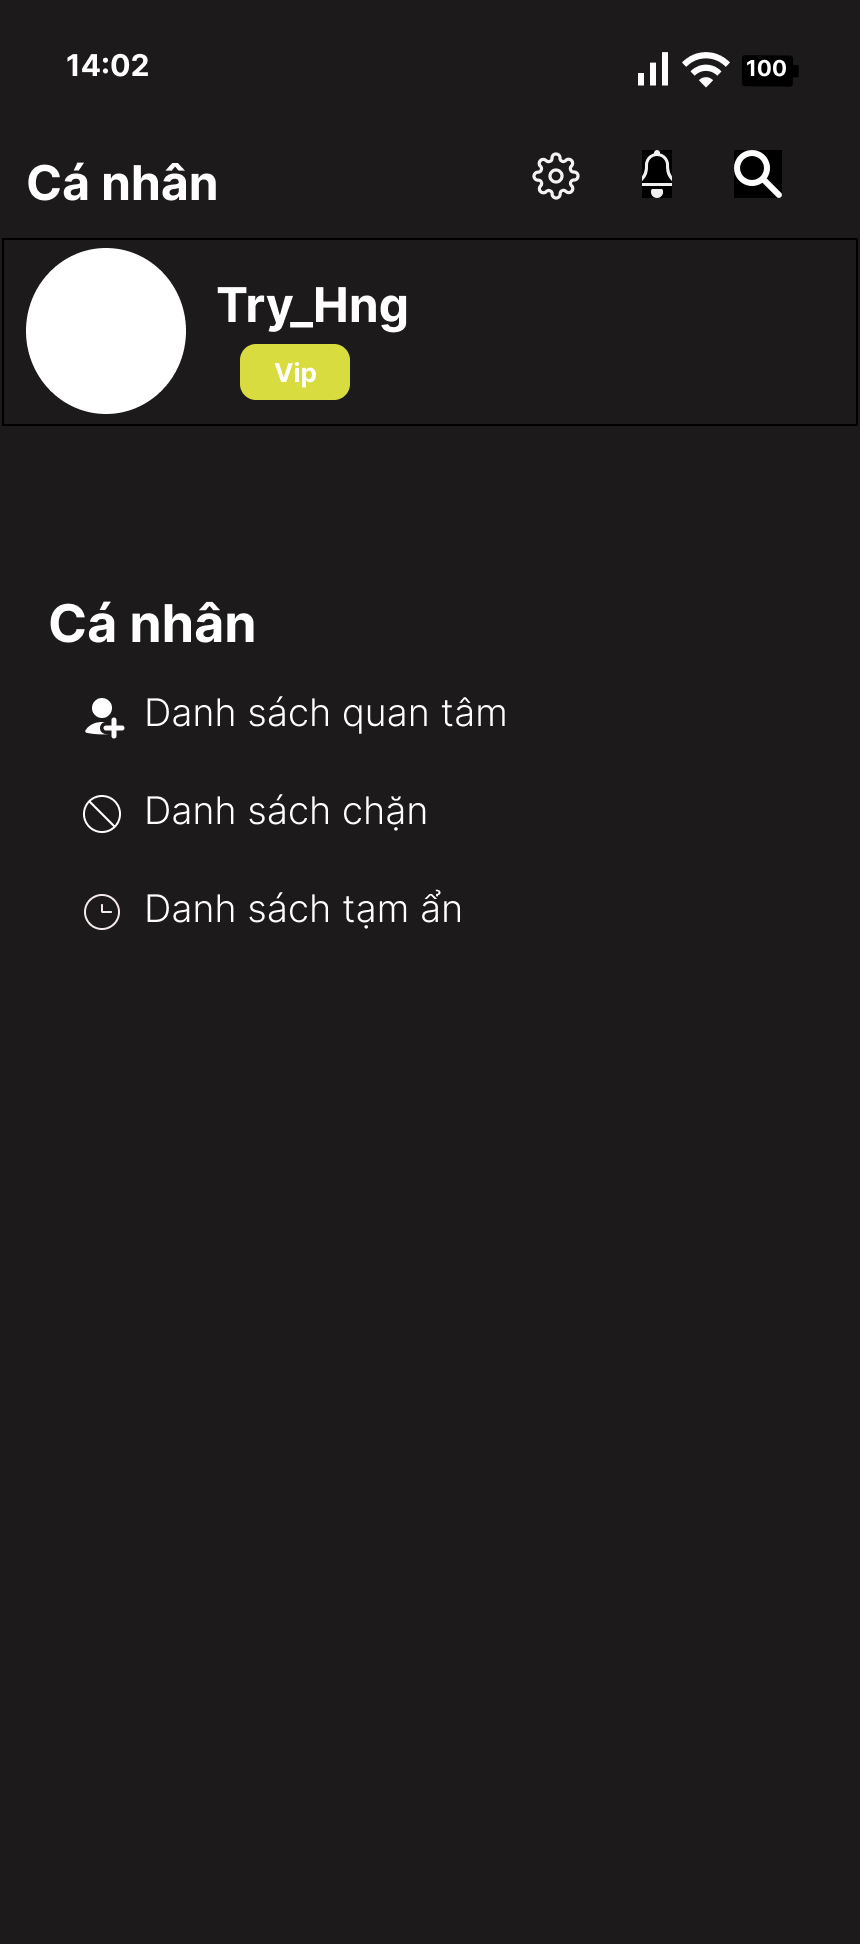 14:02
100
Cá nhân
Try_Hng
Vip
Cá nhân
Danh sách quan tâm
Danh sách chặn
Danh sách tạm ẩn